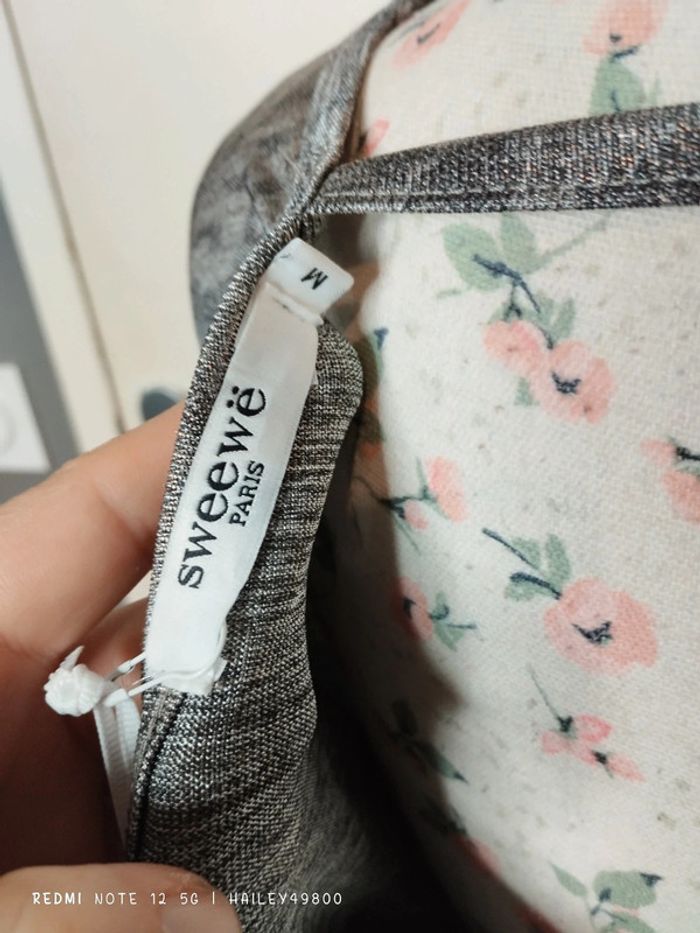 M
sweewë
PARIS
REDMI NOTE 12 5G | HAILEY49800